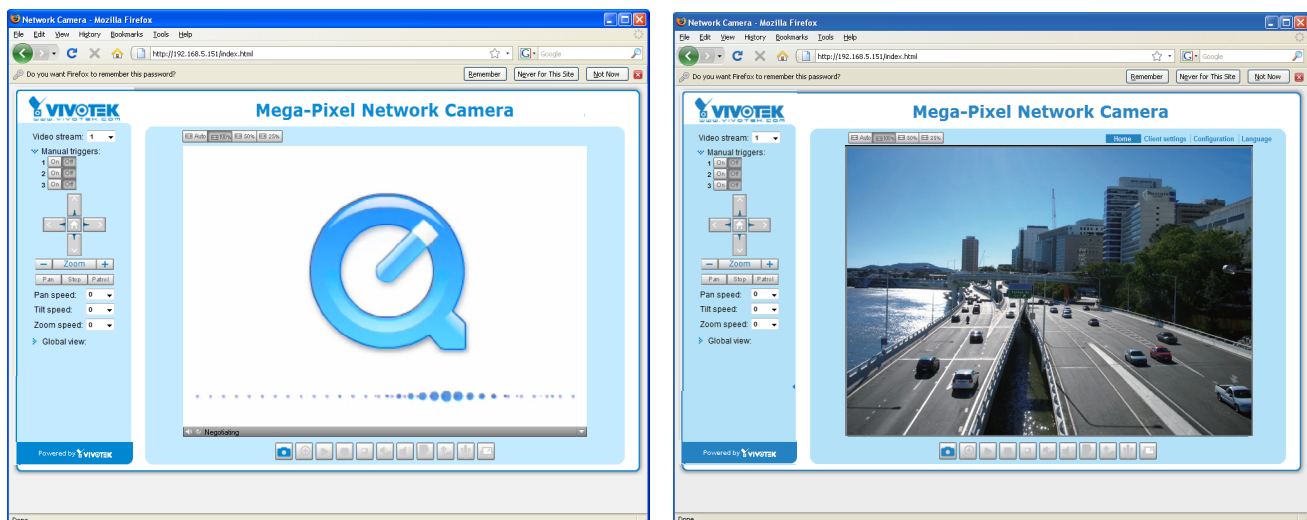 Network Camera - Mozilla Firefox
File Edit View History Bookmarks Tools Help
http://192.168.5.151/index.html
Google
Do you want Firefox to remember this password?
Remember Never for This Site Not Now
VIVOTEK
www.vivotek.com
Mega-Pixel Network Camera
Video stream: 1
Auto 100% 50% 25%
Manual triggers:
1 On Off
2 On Off
3 On Off
Zoom
Pan Stop Patrol
Pan speed: 0
Tilt speed: 0
Zoom speed: 0
Global view:
Negotiating
Powered by VIVOTEK
Done
Network Camera - Mozilla Firefox
File Edit View History Bookmarks Tools Help
http://192.168.5.151/index.html
Google
Do you want Firefox to remember this password?
Remember Never for This Site Not Now
VIVOTEK
www.vivotek.com
Mega-Pixel Network Camera
Video stream: 1
Auto 100% 50% 25%
Home Client settings Configuration Language
Manual triggers:
1 On Off
2 On Off
3 On Off
Zoom
Pan Stop Patrol
Pan speed: 0
Tilt speed: 0
Zoom speed: 0
Global view:
Powered by VIVOTEK
Done